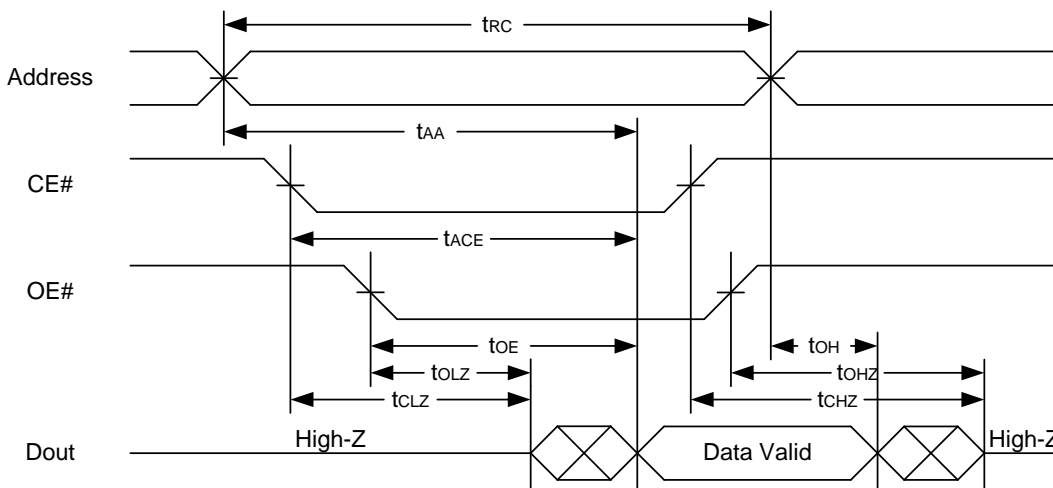 tRC
Address
tAA
CE#
tACE
OE#
tOE
tOH
tOLZ
tOHZ
tCLZ
tCHZ
High-Z
High-Z
Dout
Data Valid